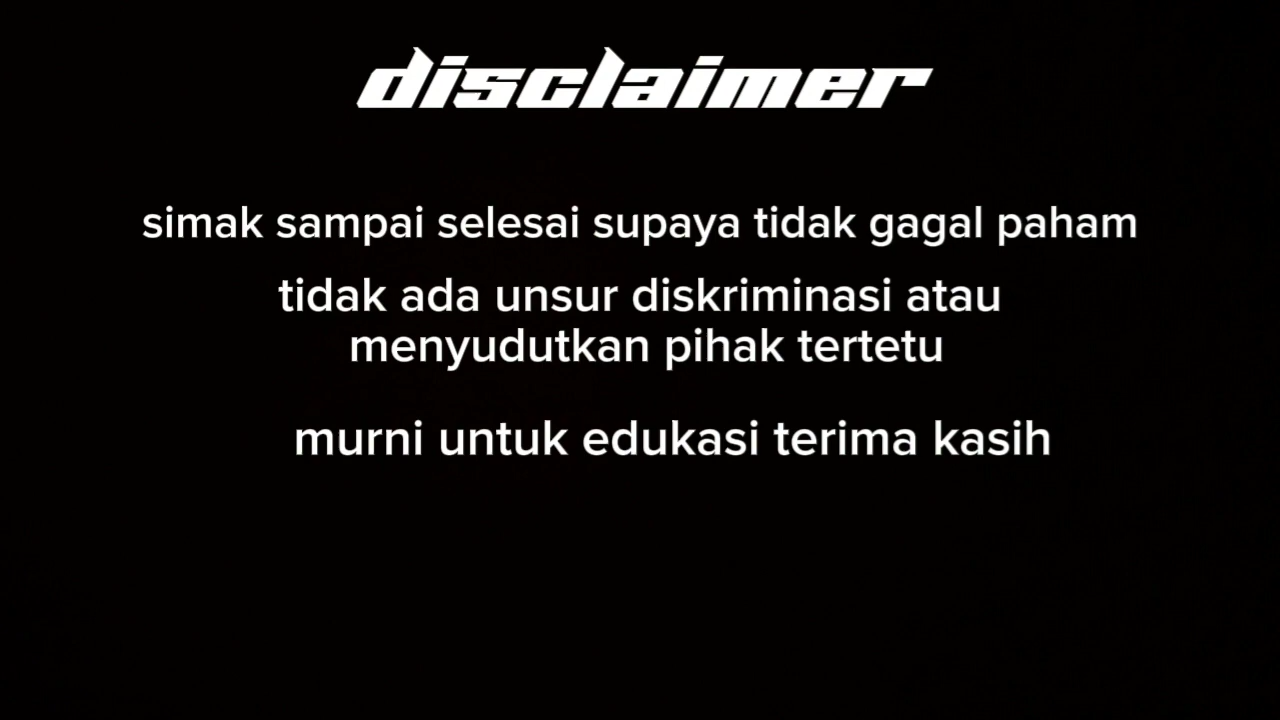 disclaimer
simak sampai selesai supaya tidak gagal paham
tidak ada unsur diskriminasi atau
menyudutkan pihak tertetu
murni untuk edukasi terima kasih